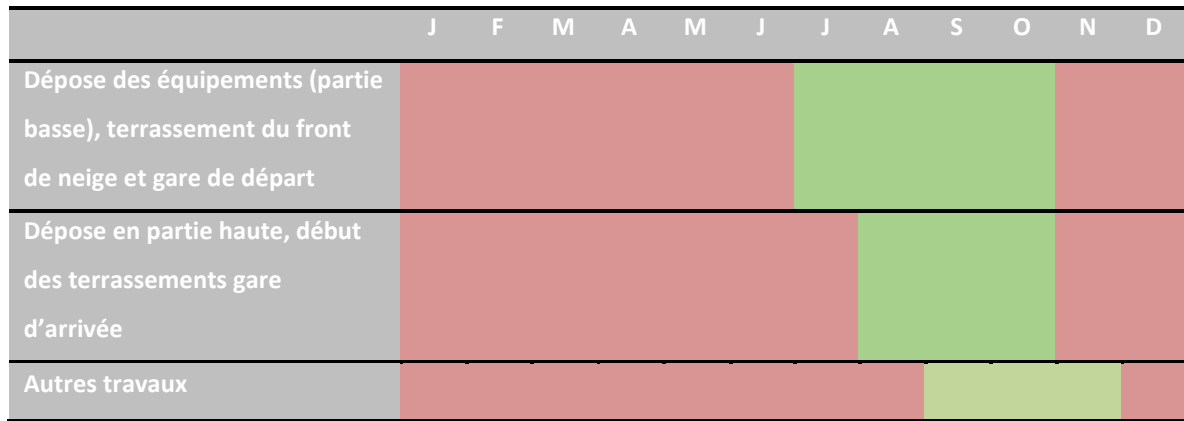 J F M A M J J A S O N D
Dépose des équipements (partie
basse), terrassement du front
de neige et gare de départ
Dépose en partie haute, début
des terrassements gare
d’arrivée
Autres travaux